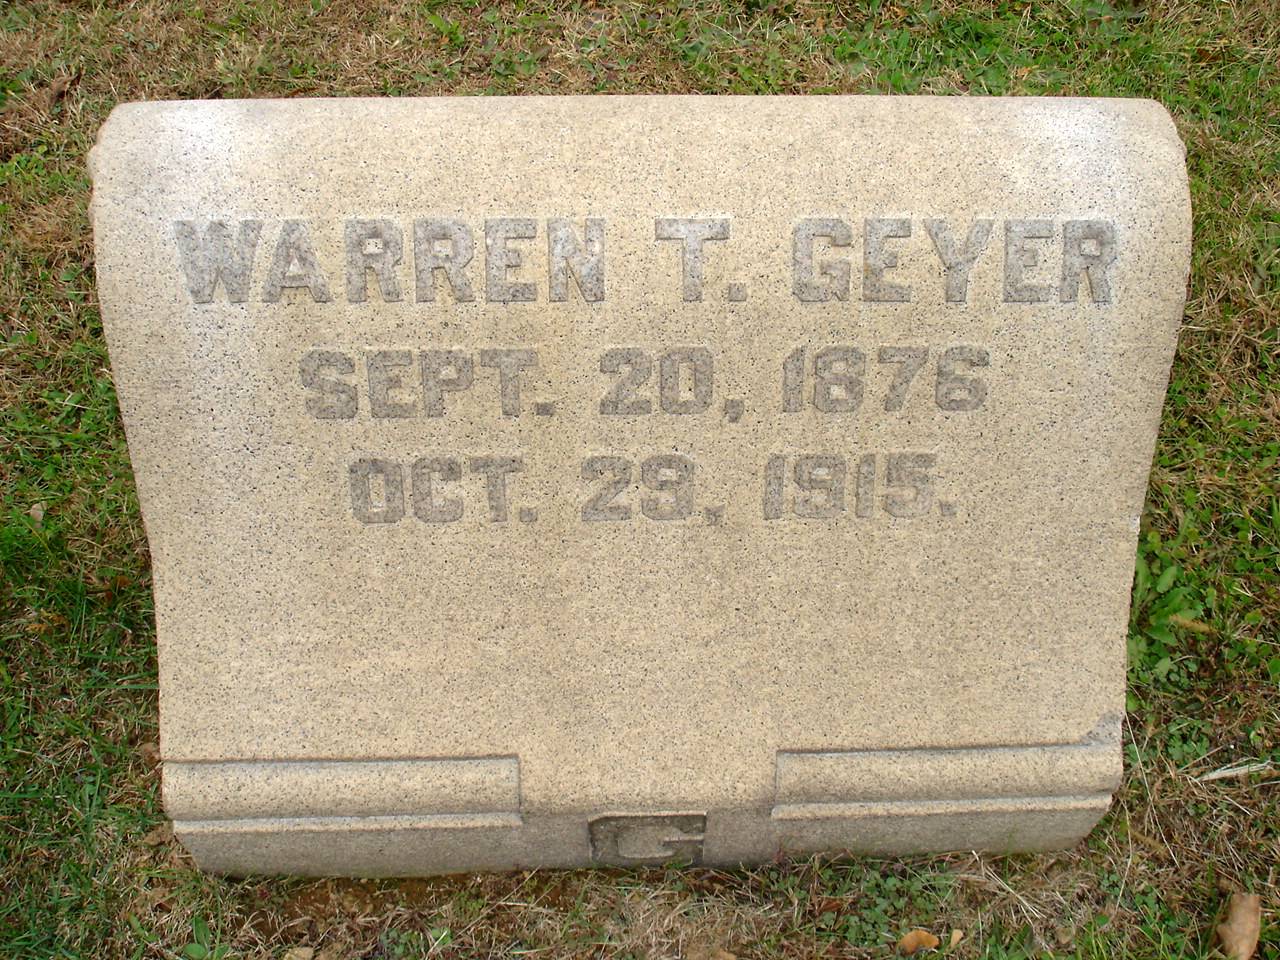 WARREN T. GEYER
SEPT. 20, 1876
OCT. 29, 1915.
G